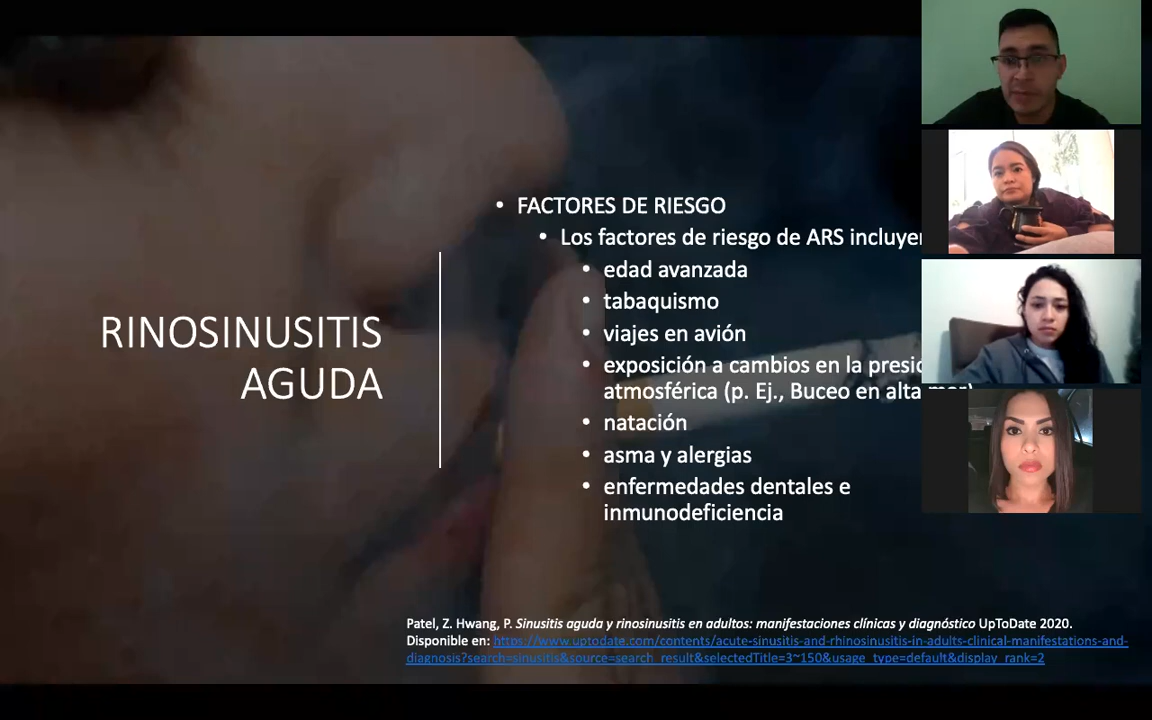 RINOSINUSITIS
AGUDA
• FACTORES DE RIESGO
• Los factores de riesgo de ARS incluyen
• edad avanzada
• tabaquismo
• viajes en avión
• exposición a cambios en la
atmosférica (p. Ej., Buceo en alta mar)
• natación
• asma y alergias
• enfermedades dentales e
inmunodeficiencia
Patel, Z. Hwang, P. Sinusitis aguda y rinosinusitis en adultos: manifestaciones clínicas y diagnóstico UpToDate 2020.
Disponible en: https://www.uptodate.com/contents/acute-sinusitis-and-rhinosinusitis-in-adults-clinical-manifestations-and-
diagnosis?search=sinusitis&source=search_result&selectedTitle=3~150&usage_type=default&display_rank=2